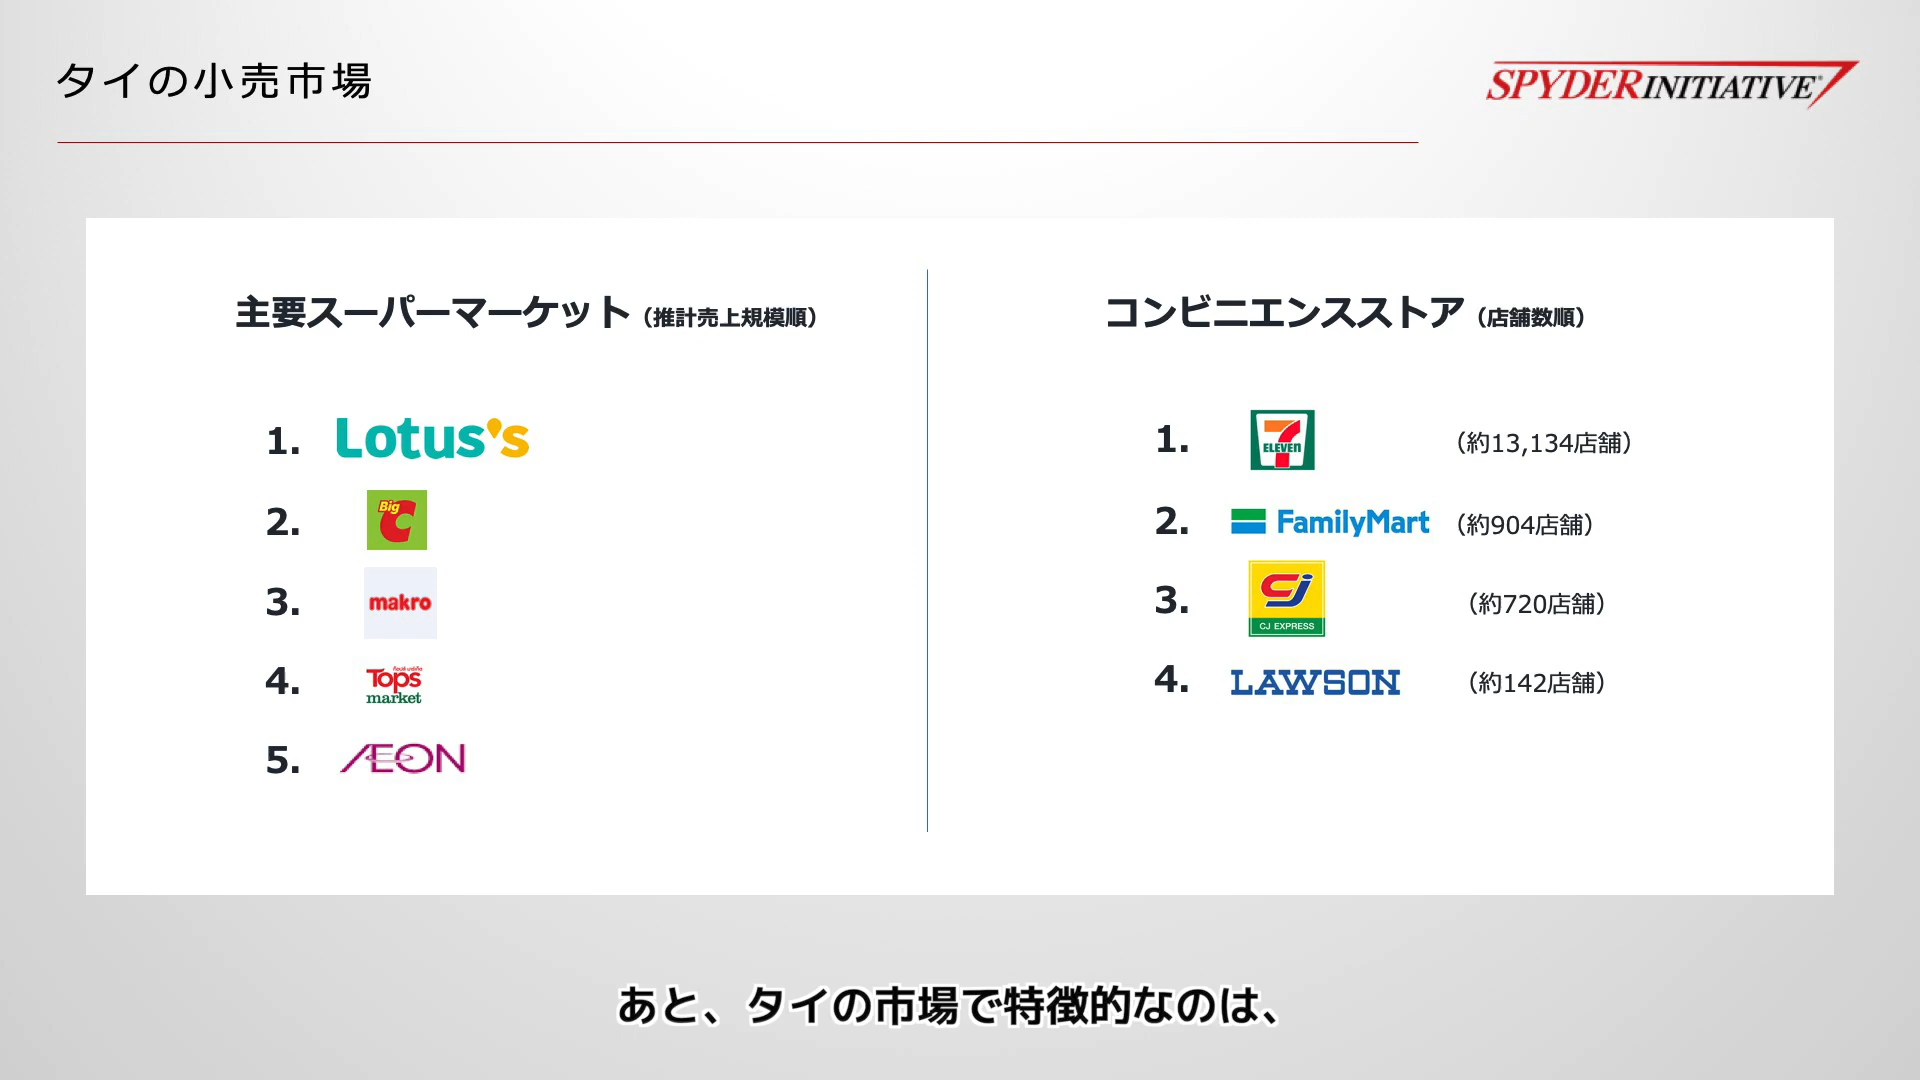 タイの小売市場
SPYDER INITIATIVE
主要スーパーマーケット（推計売上規模順）
1. Lotus's
2. Big C
3. makro
4. Tops market
5. ÆON
コンビニエンスストア（店舗数順）
1. 7 ELEVEn （約13,134店舗）
2. FamilyMart （約904店舗）
3. CJ CJ EXPRESS （約720店舗）
4. LAWSON （約142店舗）
あと、タイの市場で特徴的なのは、